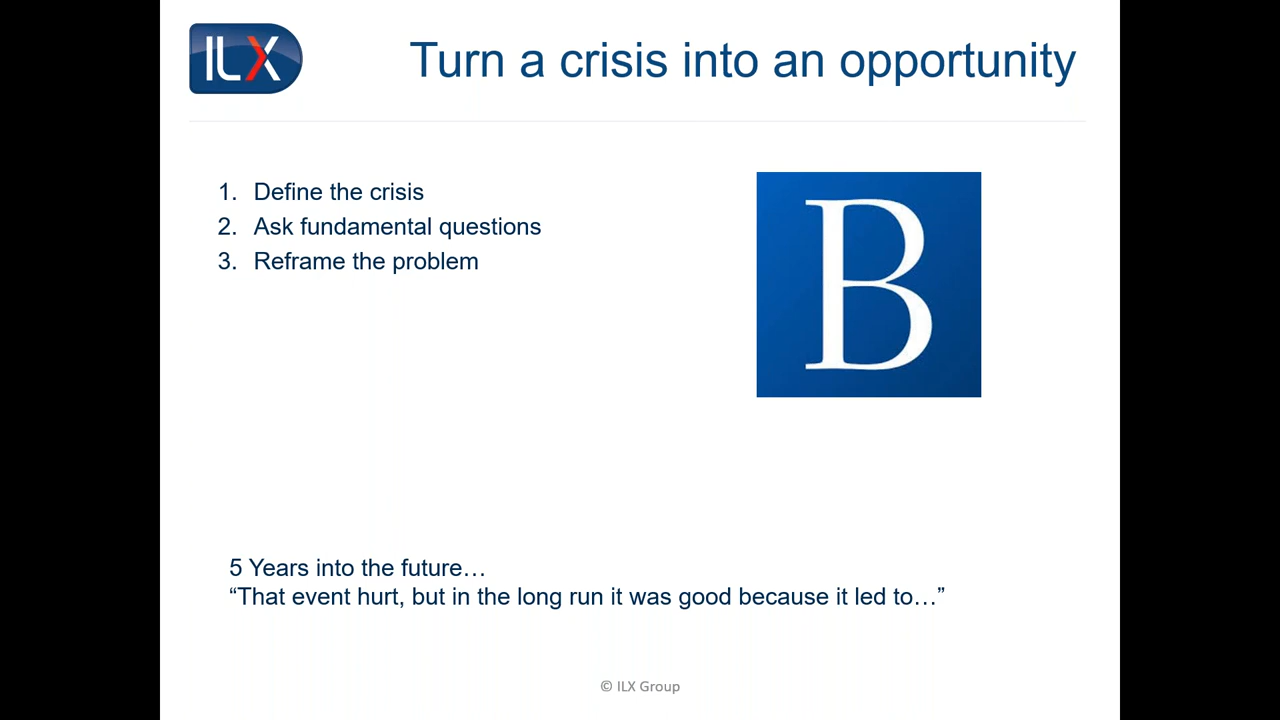 ILX
Turn a crisis into an opportunity
1. Define the crisis
2. Ask fundamental questions
3. Reframe the problem
B
5 Years into the future…
“That event hurt, but in the long run it was good because it led to…”
© ILX Group